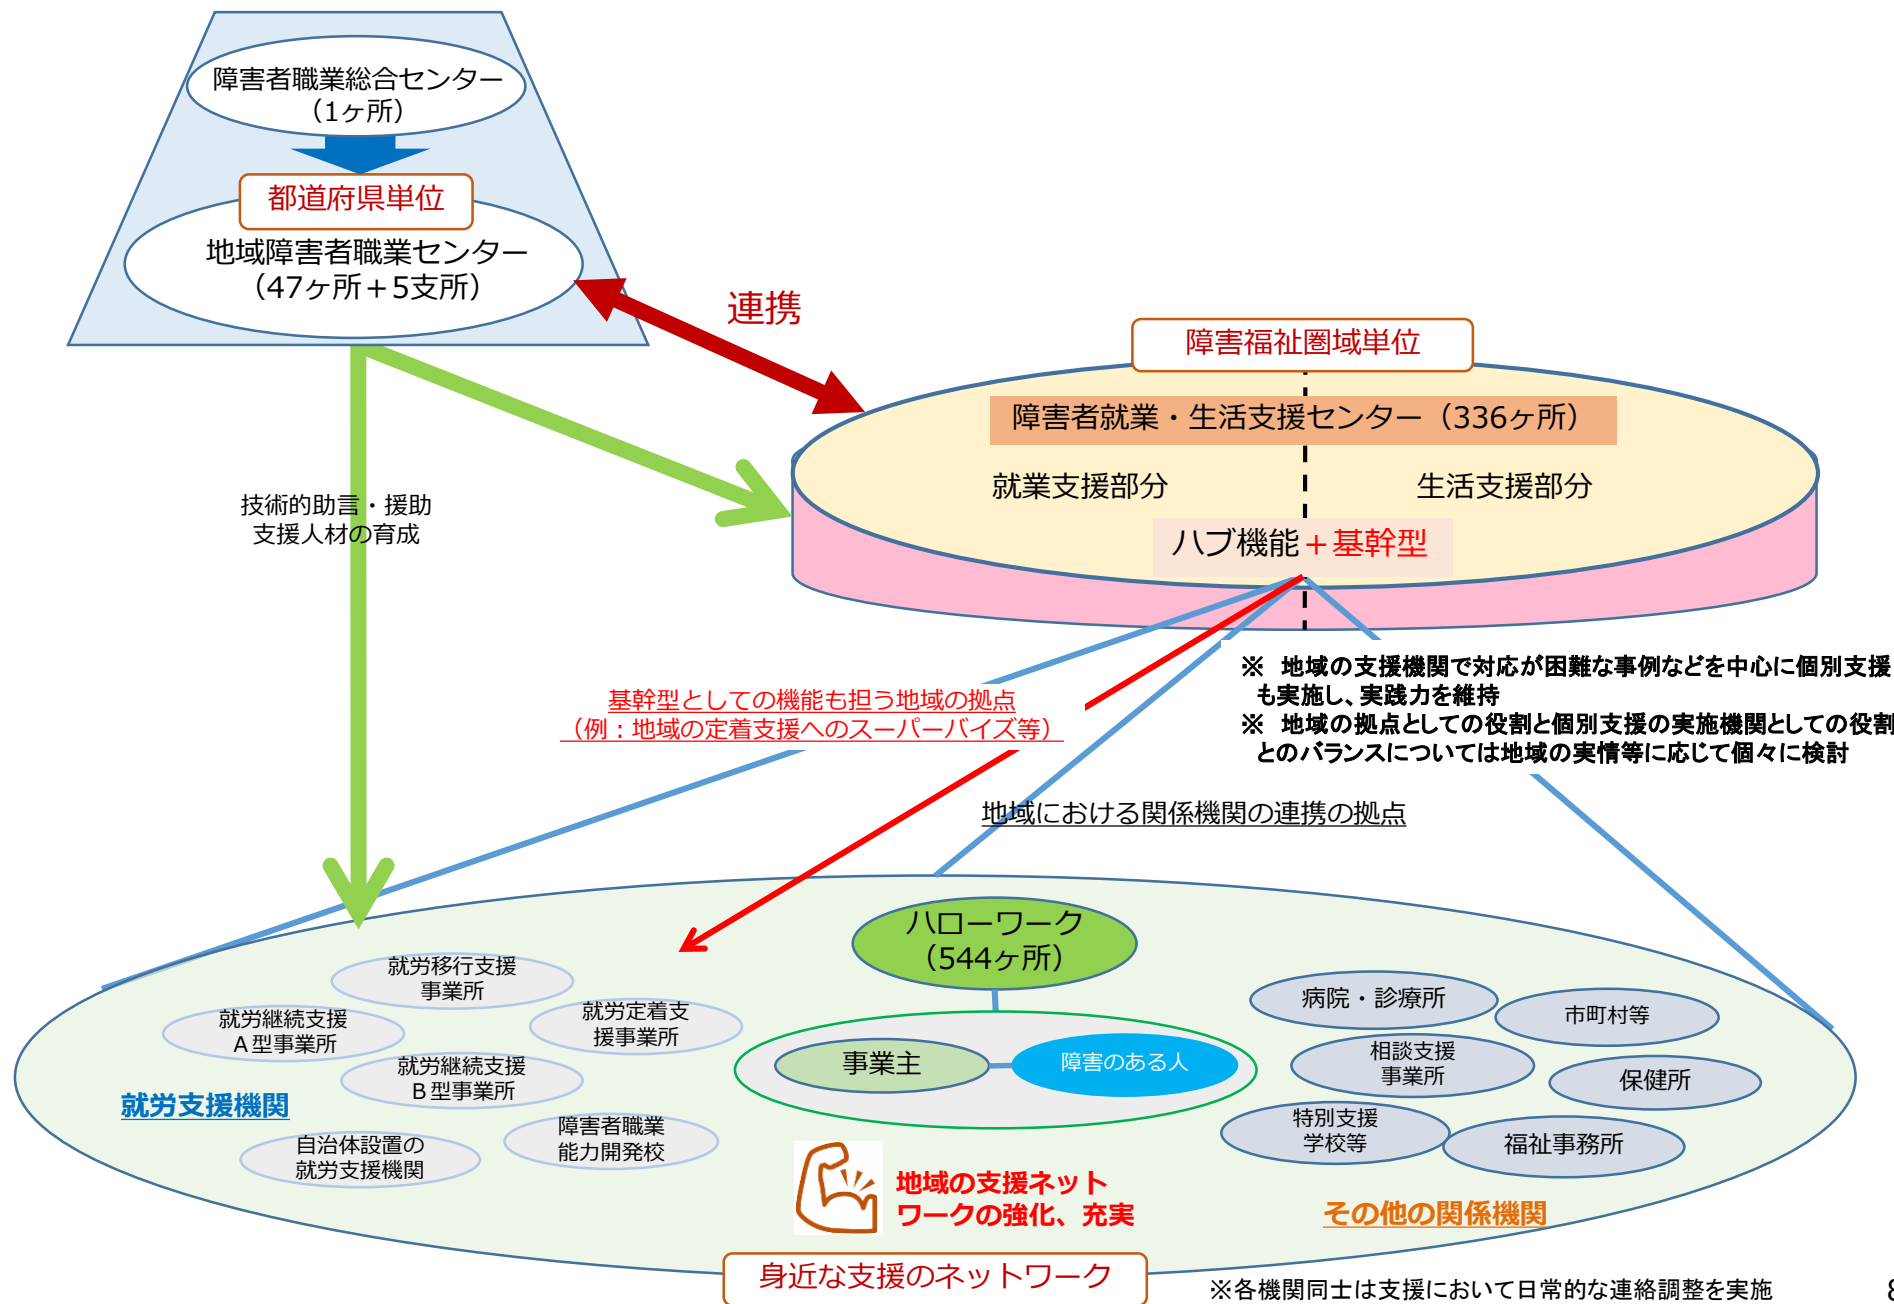 障害者職業総合センター
（1ヶ所）
都道府県単位
地域障害者職業センター
（47ヶ所＋5支所）
連携
障害福祉圏域単位
障害者就業・生活支援センター（336ヶ所）
就業支援部分
生活支援部分
ハブ機能＋基幹型
技術的助言・援助
支援人材の育成
※　地域の支援機関で対応が困難な事例などを中心に個別支援
も実施し、実践力を維持
※　地域の拠点としての役割と個別支援の実施機関としての役割
とのバランスについては地域の実情等に応じて個々に検討
基幹型としての機能も担う地域の拠点
（例：地域の定着支援へのスーパーバイズ等）
地域における関係機関の連携の拠点
ハローワーク
（544ヶ所）
就労移行支援
事業所
就労定着支
援事業所
就労継続支援
Ａ型事業所
就労継続支援
Ｂ型事業所
就労支援機関
自治体設置の
就労支援機関
障害者職業
能力開発校
事業主
障害のある人
病院・診療所
市町村等
相談支援
事業所
保健所
特別支援
学校等
福祉事務所
地域の支援ネット
ワークの強化、充実
その他の関係機関
身近な支援のネットワーク
※各機関同士は支援において日常的な連絡調整を実施